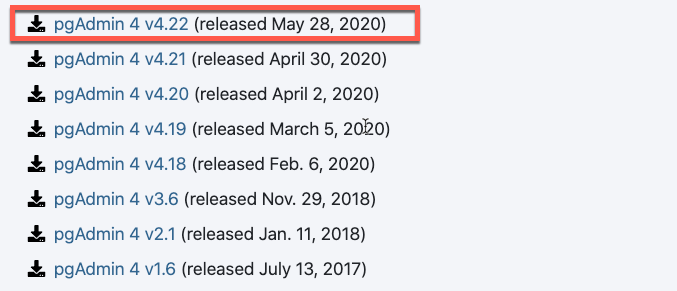 pgAdmin 4 v4.22 (released May 28, 2020)
pgAdmin 4 v4.21 (released April 30, 2020)
pgAdmin 4 v4.20 (released April 2, 2020)
pgAdmin 4 v4.19 (released March 5, 2020)
pgAdmin 4 v4.18 (released Feb. 6, 2020)
pgAdmin 4 v3.6 (released Nov. 29, 2018)
pgAdmin 4 v2.1 (released Jan. 11, 2018)
pgAdmin 4 v1.6 (released July 13, 2017)